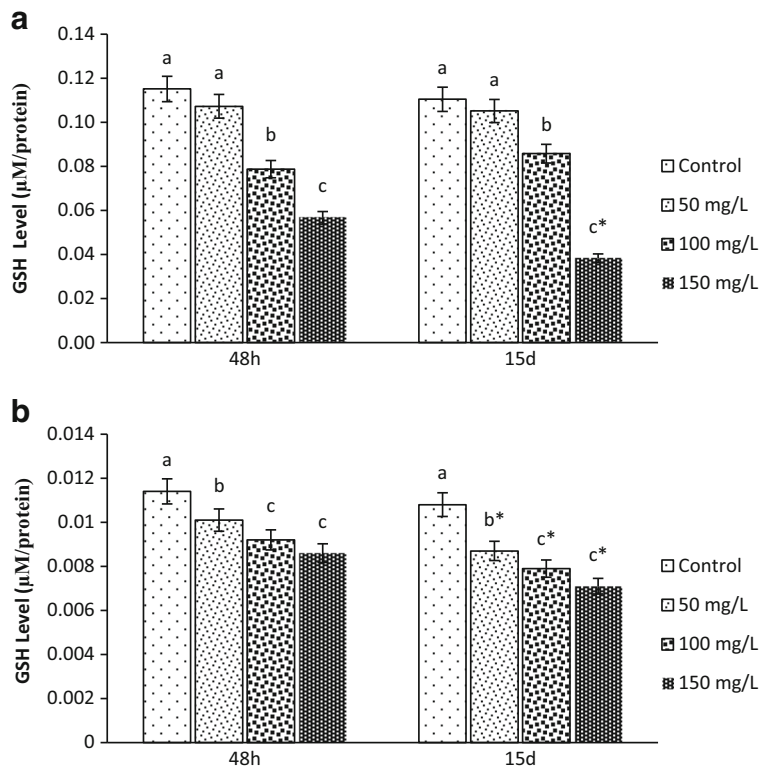 a
GSH Level (µM/protein)
0.14
0.12
0.10
0.08
0.06
0.04
0.02
0.00
a
a
b
c
a
a
b
c*
48h
15d
Control
50 mg/L
100 mg/L
150 mg/L
b
GSH Level (µM/protein)
0.014
0.012
0.01
0.008
0.006
0.004
0.002
0
a
b
c
c
a
b*
c*
c*
48h
15d
Control
50 mg/L
100 mg/L
150 mg/L